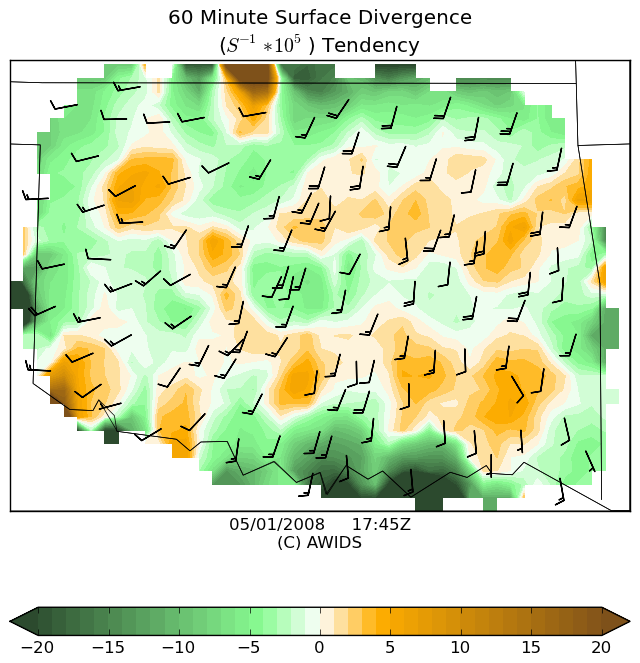 60 Minute Surface Divergence
(S⁻¹ *10⁵ ) Tendency
05/01/2008 17:45Z
(C) AWIDS
−20 −15 −10 −5 0 5 10 15 20